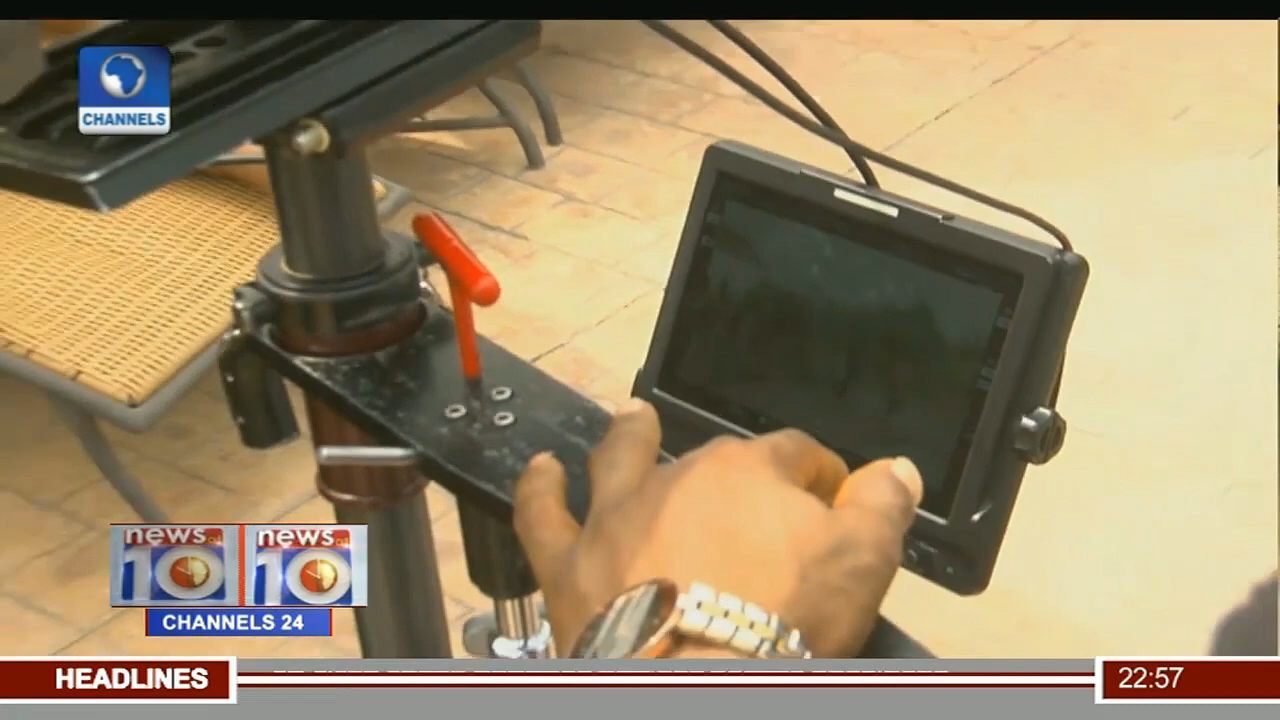 CHANNELS
news at
10
news at
10
CHANNELS 24
HEADLINES
22:57